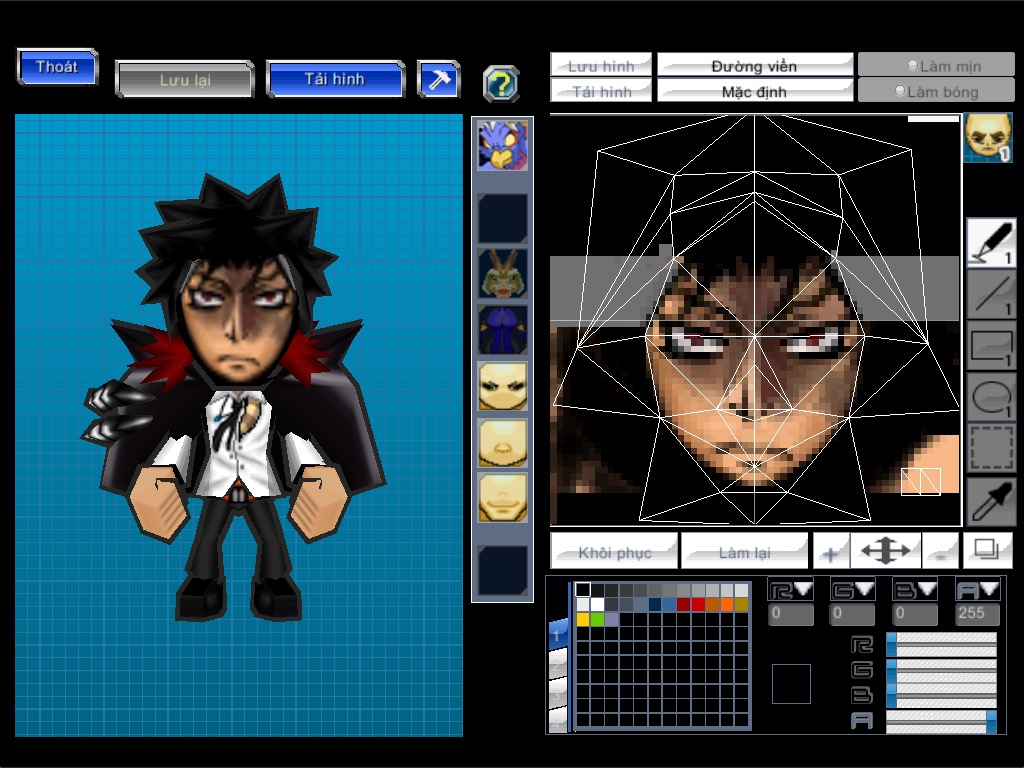 Thoát
Lưu lại
Tải hình
?
Lưu hình
Đường viền
Làm mịn
Tải hình
Mặc định
Làm bóng
1
1
1
1
1
Khôi phục
Làm lại
+
-
R
G
B
A
0
0
0
255
1
R
G
B
A